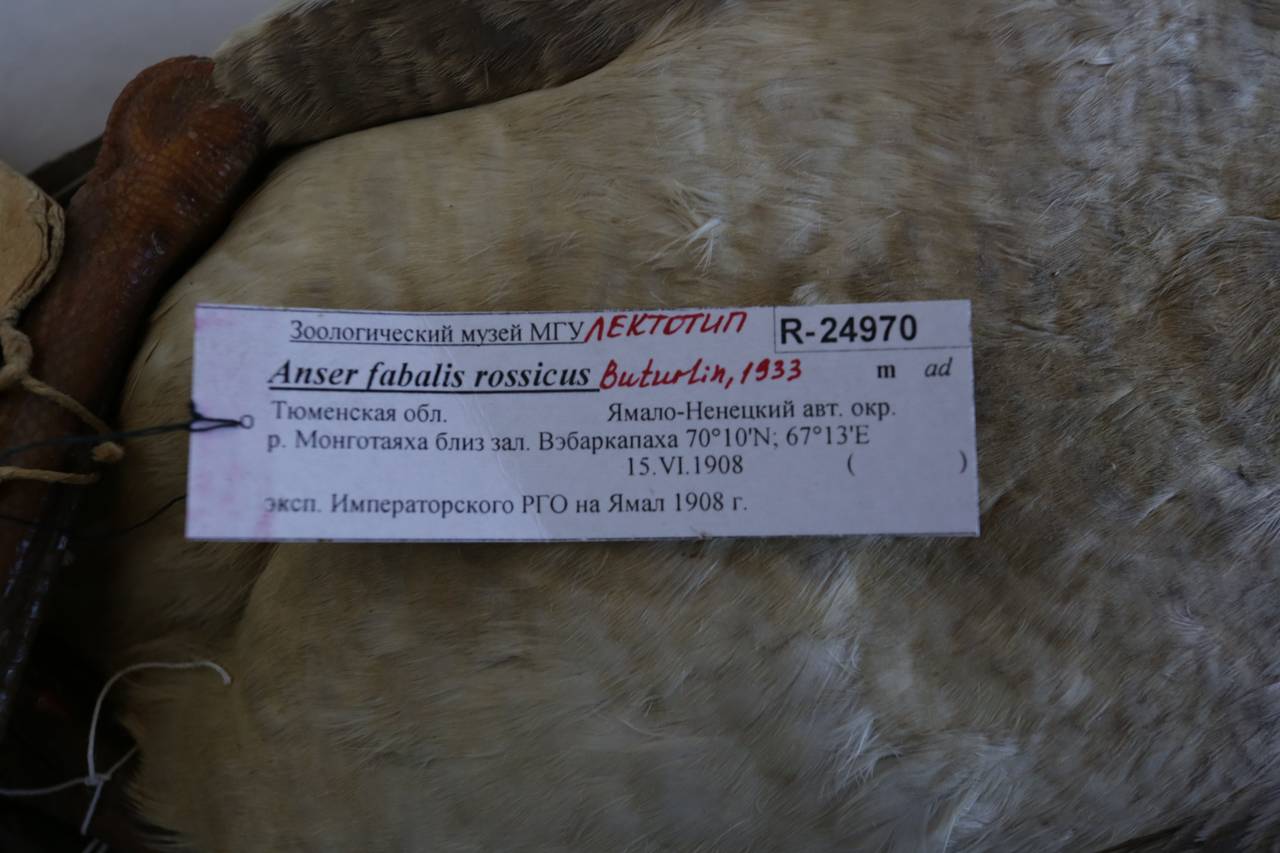 Зоологический музей МГУ ЛЕКТОТИП R-24970
Anser fabalis rossicus Buturlin, 1933 m ad
Тюменская обл. Ямало-Ненецкий авт. окр.
р. Монготаяха близ зал. Вэбаркапаха 70°10'N; 67°13'E
15.VI.1908 ( )
эксп. Императорского РГО на Ямал 1908 г.